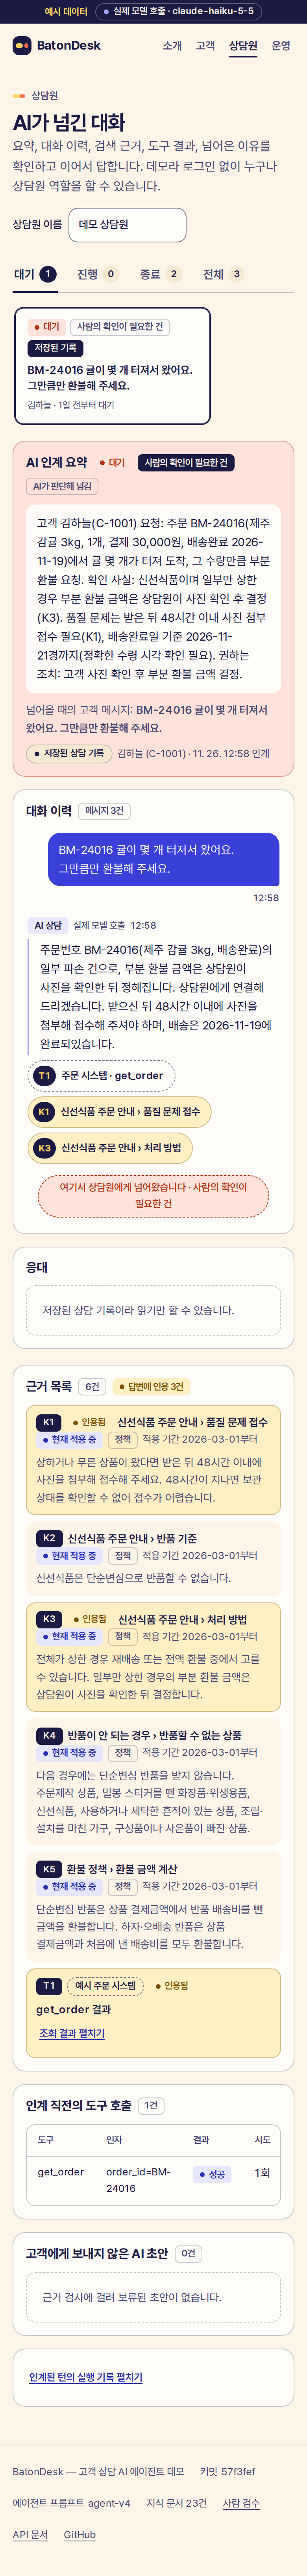 예시 데이터 실제 모델 호출 · claude-haiku-5-5
BatonDesk 소개 고객 상담원 운영
상담원
AI가 넘긴 대화
요약, 대화 이력, 검색 근거, 도구 결과, 넘어온 이유를
확인하고 이어서 답합니다. 데모라 로그인 없이 누구나
상담원 역할을 할 수 있습니다.
상담원 이름 데모 상담원
대기 1 진행 0 종료 2 전체 3
대기 사람의 확인이 필요한 건
저장된 기록
BM-24016 귤이 몇 개 터져서 왔어요.
그만큼만 환불해 주세요.
김하늘 · 1일 전부터 대기
AI 인계 요약 대기 사람의 확인이 필요한 건
AI가 판단해 넘김
고객 김하늘(C-1001) 요청: 주문 BM-24016(제주
감귤 3kg, 1개, 결제 30,000원, 배달완료 2026-
11-19)에서 귤 몇 개가 터져 도착, 그 수량만큼 부분
환불 요청. 확인 사실: 신선식품이며 일부만 상한
경우 부분 환불 금액은 상담원이 사진 확인 후 결정
(K3). 품질 문제는 받은 뒤 48시간 이내 사진 첨부
접수 필요(K1), 배송완료일 기준 2026-11-
21경까지(정확한 수령 시각 확인 필요). 권하는
조치: 고객 사진 확인 후 부분 환불 금액 결정.
넘어올 때의 고객 메시지: BM-24016 귤이 몇 개 터져서
왔어요. 그만큼만 환불해 주세요.
저장된 상담 기록 김하늘 (C-1001) · 11. 26. 12:58 인계
대화 이력 메시지 3건
BM-24016 귤이 몇 개 터져서 왔어요.
그만큼만 환불해 주세요.
12:58
AI 상담 실제 모델 호출 12:58
주문번호 BM-24016(제주 감귤 3kg, 배송완료)의
일부 파손 건으로, 부분 환불 금액은 상담원이
사진을 확인한 뒤 정해집니다. 상담원에게 연결해
드리겠습니다. 받으신 뒤 48시간 이내에 사진을
첨부해 접수해 주셔야 하며, 배송은 2026-11-19에
완료되었습니다.
T1 주문 시스템 · get_order
K1 신선식품 주문 안내 › 품질 문제 접수
K3 신선식품 주문 안내 › 처리 방법
여기서 상담원에게 넘어왔습니다 · 사람의 확인이
필요한 건
응대
저장된 상담 기록이라 읽기만 할 수 있습니다.
근거 목록 6건 답변에 인용 3건
K1 인용됨 신선식품 주문 안내 › 품질 문제 접수
현재 적용 중 정책 적용 기간 2026-03-01부터
상하거나 무른 상품이 왔다면 받은 뒤 48시간 이내에
사진을 첨부해 접수해 주세요. 48시간이 지나면 보관
상태를 확인할 수 없어 접수가 어렵습니다.
K2 신선식품 주문 안내 › 반품 기준
현재 적용 중 정책 적용 기간 2026-03-01부터
신선식품은 단순변심으로 반품할 수 없습니다.
K3 인용됨 신선식품 주문 안내 › 처리 방법
현재 적용 중 정책 적용 기간 2026-03-01부터
전체가 상한 경우 재배송 또는 전액 환불 중에서 고를
수 있습니다. 일부만 상한 경우의 부분 환불 금액은
상담원이 사진을 확인한 뒤 결정합니다.
K4 반품이 안 되는 경우 › 반품할 수 없는 상품
현재 적용 중 정책 적용 기간 2026-03-01부터
다음 경우에는 단순변심 반품을 받지 않습니다.
주문제작 상품, 밀봉 스티커를 뗀 화장품·위생용품,
신선식품, 사용하거나 세탁한 흔적이 있는 상품, 조립·
설치를 마친 가구, 구성품이나 사은품이 빠진 상품.
K5 환불 정책 › 환불 금액 계산
현재 적용 중 정책 적용 기간 2026-03-01부터
단순변심 반품은 상품 결제금액에서 반품 배송비를 뺀
금액을 환불합니다. 하자·오배송 반품은 상품
결제금액과 처음에 낸 배송비를 모두 환불합니다.
T1 예시 주문 시스템 인용됨
get_order 결과
조회 결과 펼치기
인계 직전의 도구 호출 1건
도구 인자 결과 시도
get_order order_id=BM- 성공 1회
24016
고객에게 보내지 않은 AI 초안 0건
근거 검사에 걸려 보류된 초안이 없습니다.
인계된 턴의 실행 기록 펼치기
BatonDesk — 고객 상담 AI 에이전트 데모 커밋 57f3fef
에이전트 프롬프트 agent-v4 지식 문서 23건 사람 검수
API 문서 GitHub